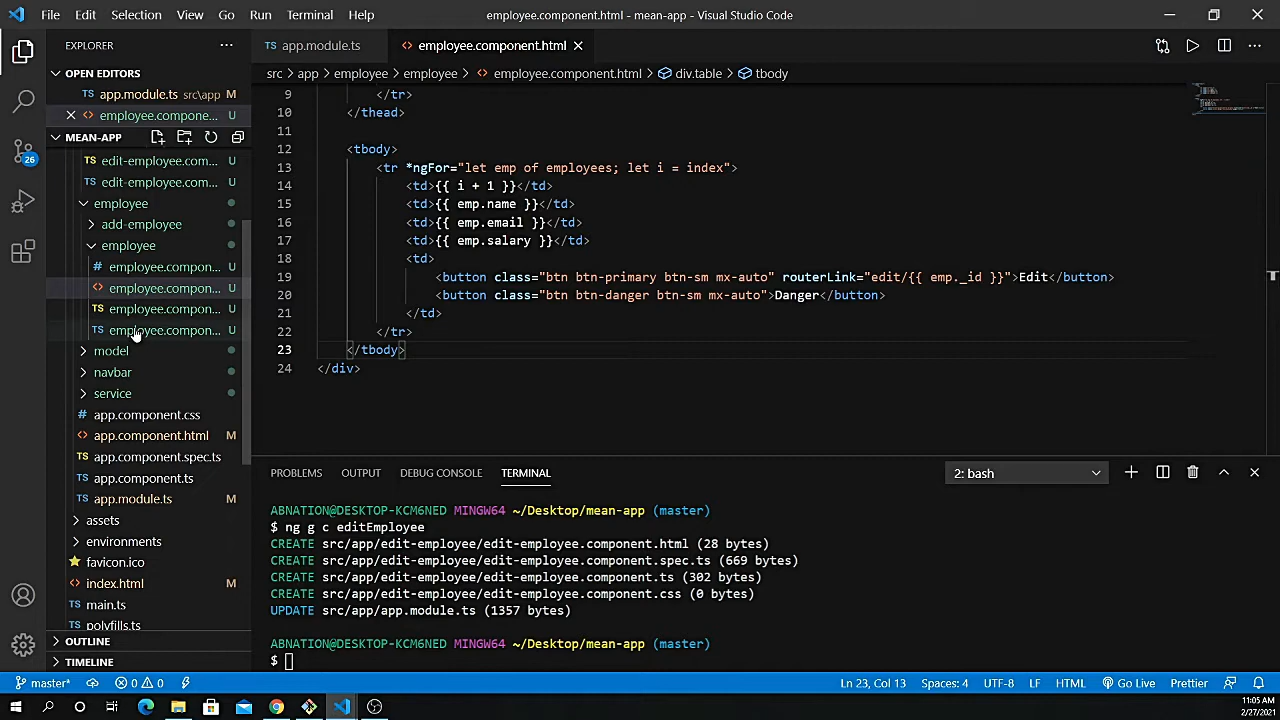 File Edit Selection View Go Run Terminal Help employee.component.html - mean-app - Visual Studio Code
EXPLORER
OPEN EDITORS
app.module.ts src\app M
employee.compone... U
MEAN-APP
edit-employee.com... U
edit-employee.com... U
employee
add-employee
employee
employee.compon... U
employee.compon... U
employee.compon... U
employee.compon... U
model
navbar
service
app.component.css
app.component.html M
app.component.spec.ts
app.component.ts
app.module.ts M
assets
environments
favicon.ico
index.html M
main.ts
polyfills.ts
OUTLINE
TIMELINE
26
app.module.ts employee.component.html
src > app > employee > employee > employee.component.html > div.table > tbody
9 </tr>
10 </thead>
11
12 <tbody>
13 <tr *ngFor="let emp of employees; let i = index">
14 <td>{{ i + 1 }}</td>
15 <td>{{ emp.name }}</td>
16 <td>{{ emp.email }}</td>
17 <td>{{ emp.salary }}</td>
18 <td>
19 <button class="btn btn-primary btn-sm mx-auto" routerLink="edit/{{ emp._id }}">Edit</button>
20 <button class="btn btn-danger btn-sm mx-auto">Danger</button>
21 </td>
22 </tr>
23 </tbody>
24 </div>
PROBLEMS OUTPUT DEBUG CONSOLE TERMINAL 2: bash
ABNATION@DESKTOP-KCM6NED MINGW64 ~/Desktop/mean-app (master)
$ ng g c editEmployee
CREATE src/app/edit-employee/edit-employee.component.html (28 bytes)
CREATE src/app/edit-employee/edit-employee.component.spec.ts (669 bytes)
CREATE src/app/edit-employee/edit-employee.component.ts (302 bytes)
CREATE src/app/edit-employee/edit-employee.component.css (0 bytes)
UPDATE src/app/app.module.ts (1357 bytes)
ABNATION@DESKTOP-KCM6NED MINGW64 ~/Desktop/mean-app (master)
$
master* 0 0 Ln 23, Col 13 Spaces: 4 UTF-8 LF HTML Go Live Prettier
11:05 AM
2/27/2021